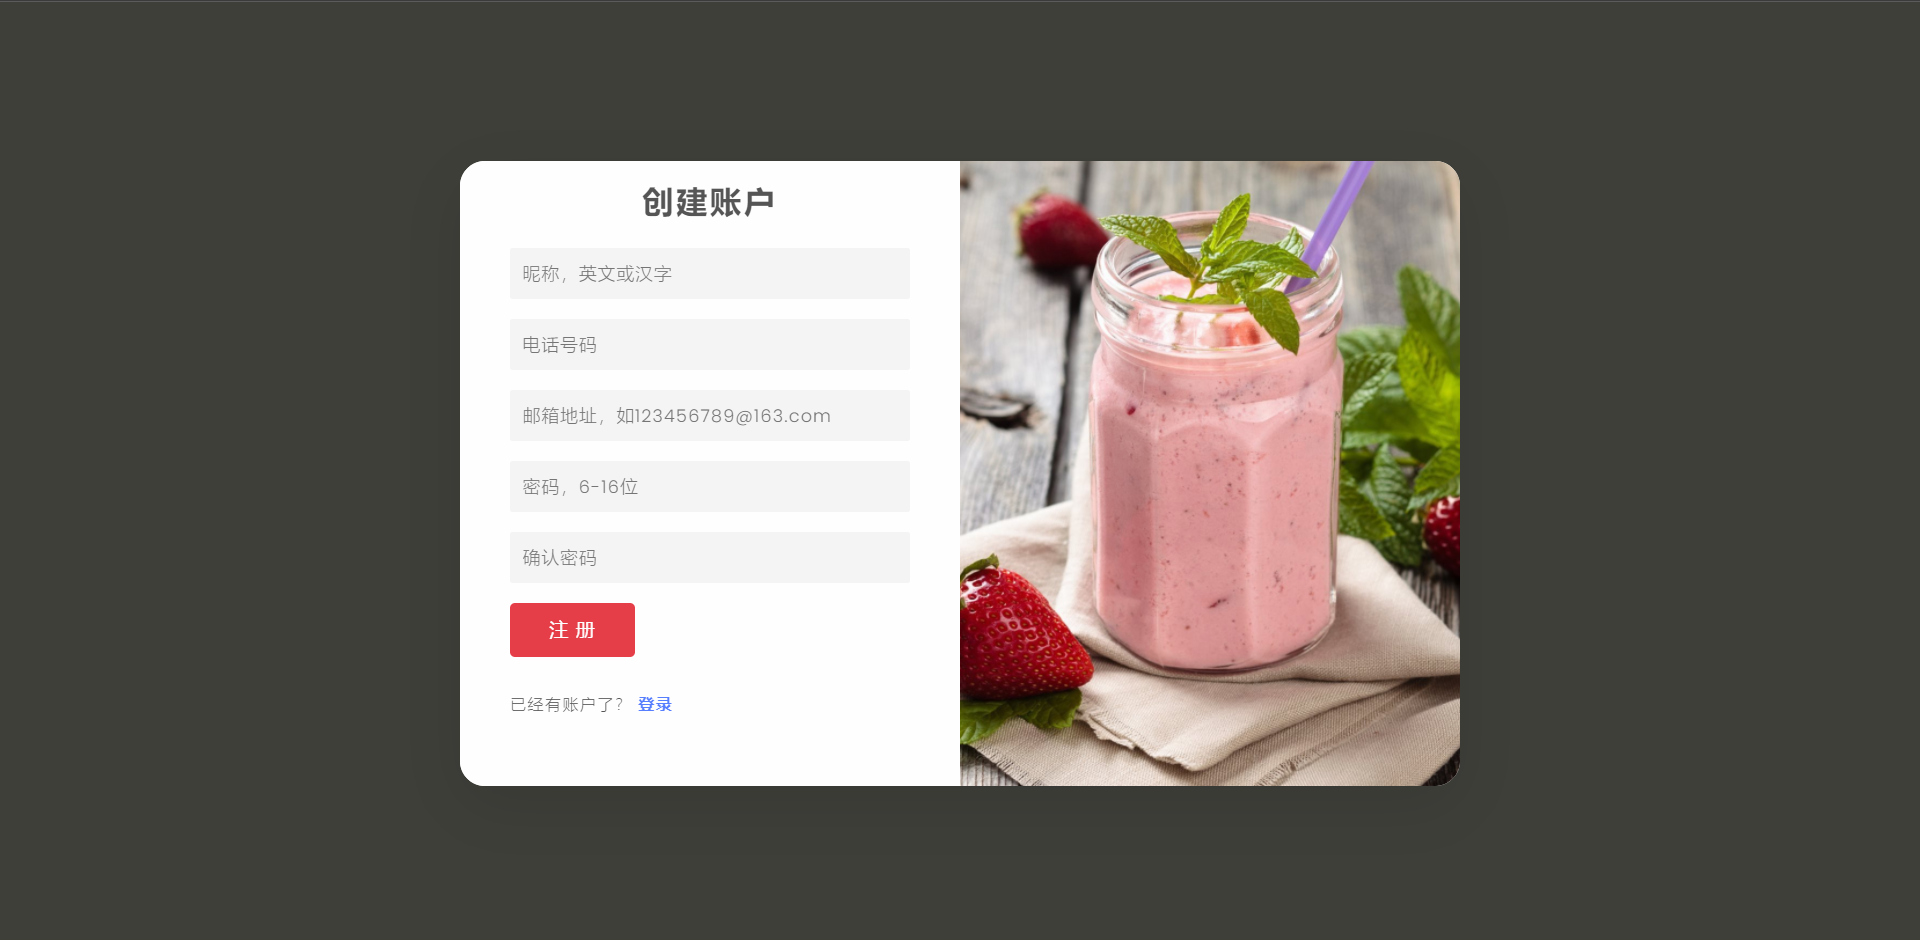 创建账户
昵称，英文或汉字
电话号码
邮箱地址，如123456789@163.com
密码，6-16位
确认密码
注 册
已经有账户了？ 登录